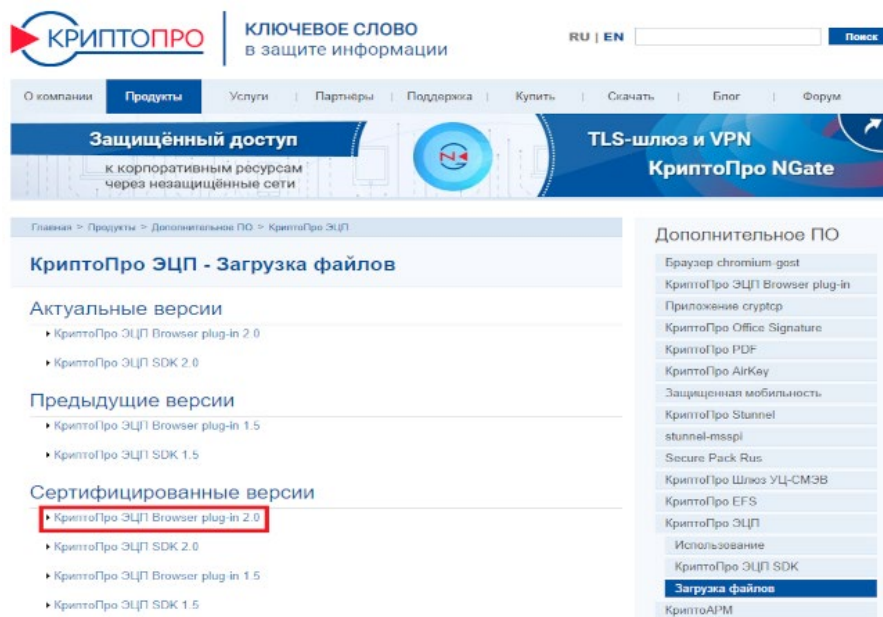 КРИПТОПРО
КЛЮЧЕВОЕ СЛОВО
в защите информации
RU | EN
Поиск
О компании
Продукты
Услуги
Партнёры
Поддержка
Купить
Скачать
Блог
Форум
Защищённый доступ
к корпоративным ресурсам
через незащищённые сети
TLS-шлюз и VPN
КриптоПро NGate
Главная > Продукты > Дополнительное ПО > КриптоПро ЭЦП
КриптоПро ЭЦП - Загрузка файлов
Актуальные версии
КриптоПро ЭЦП Browser plug-in 2.0
КриптоПро ЭЦП SDK 2.0
Предыдущие версии
КриптоПро ЭЦП Browser plug-in 1.5
КриптоПро ЭЦП SDK 1.5
Сертифицированные версии
КриптоПро ЭЦП Browser plug-in 2.0
КриптоПро ЭЦП SDK 2.0
КриптоПро ЭЦП Browser plug-in 1.5
КриптоПро ЭЦП SDK 1.5
Дополнительное ПО
Браузер chromium-gost
КриптоПро ЭЦП Browser plug-in
Приложение cryptcp
КриптоПро Office Signature
КриптоПро PDF
КриптоПро AirKey
Защищенная мобильность
КриптоПро Stunnel
stunnel-msspi
Secure Pack Rus
КриптоПро Шлюз УЦ-СМЭВ
КриптоПро EFS
КриптоПро ЭЦП
Использование
КриптоПро ЭЦП SDK
Загрузка файлов
КриптоАРМ